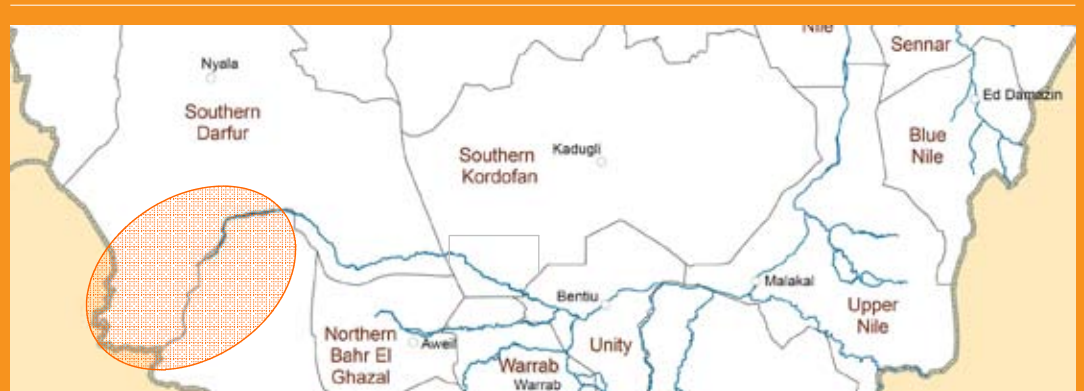 Nile
Sennar
Nyala
Ed Damazin
Southern
Darfur
Blue
Nile
Southern
Kordofan
Kadugli
Malakal
Bentiu
Upper
Nile
Northern
Bahr El
Ghazal
Aweil
Unity
Warrab
Warrab